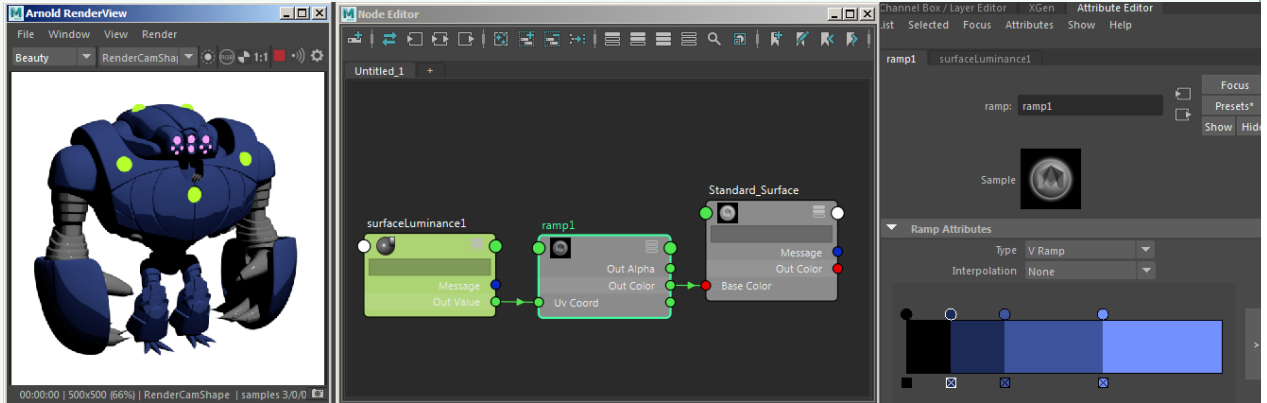 Arnold RenderView
File Window View Render
Beauty RenderCamShap 1:1
00:00:00 | 500x500 (66%) | RenderCamShape | samples 3/0/0
Node Editor
Untitled_1 +
surfaceLuminance1
Message
Out Value
ramp1
Out Alpha
Out Color
Uv Coord
Standard_Surface
Message
Out Color
Base Color
Channel Box / Layer Editor XGen Attribute Editor
List Selected Focus Attributes Show Help
ramp1 surfaceLuminance1
ramp: ramp1
Focus
Presets*
Show Hide
Sample
Ramp Attributes
Type V Ramp
Interpolation None
>